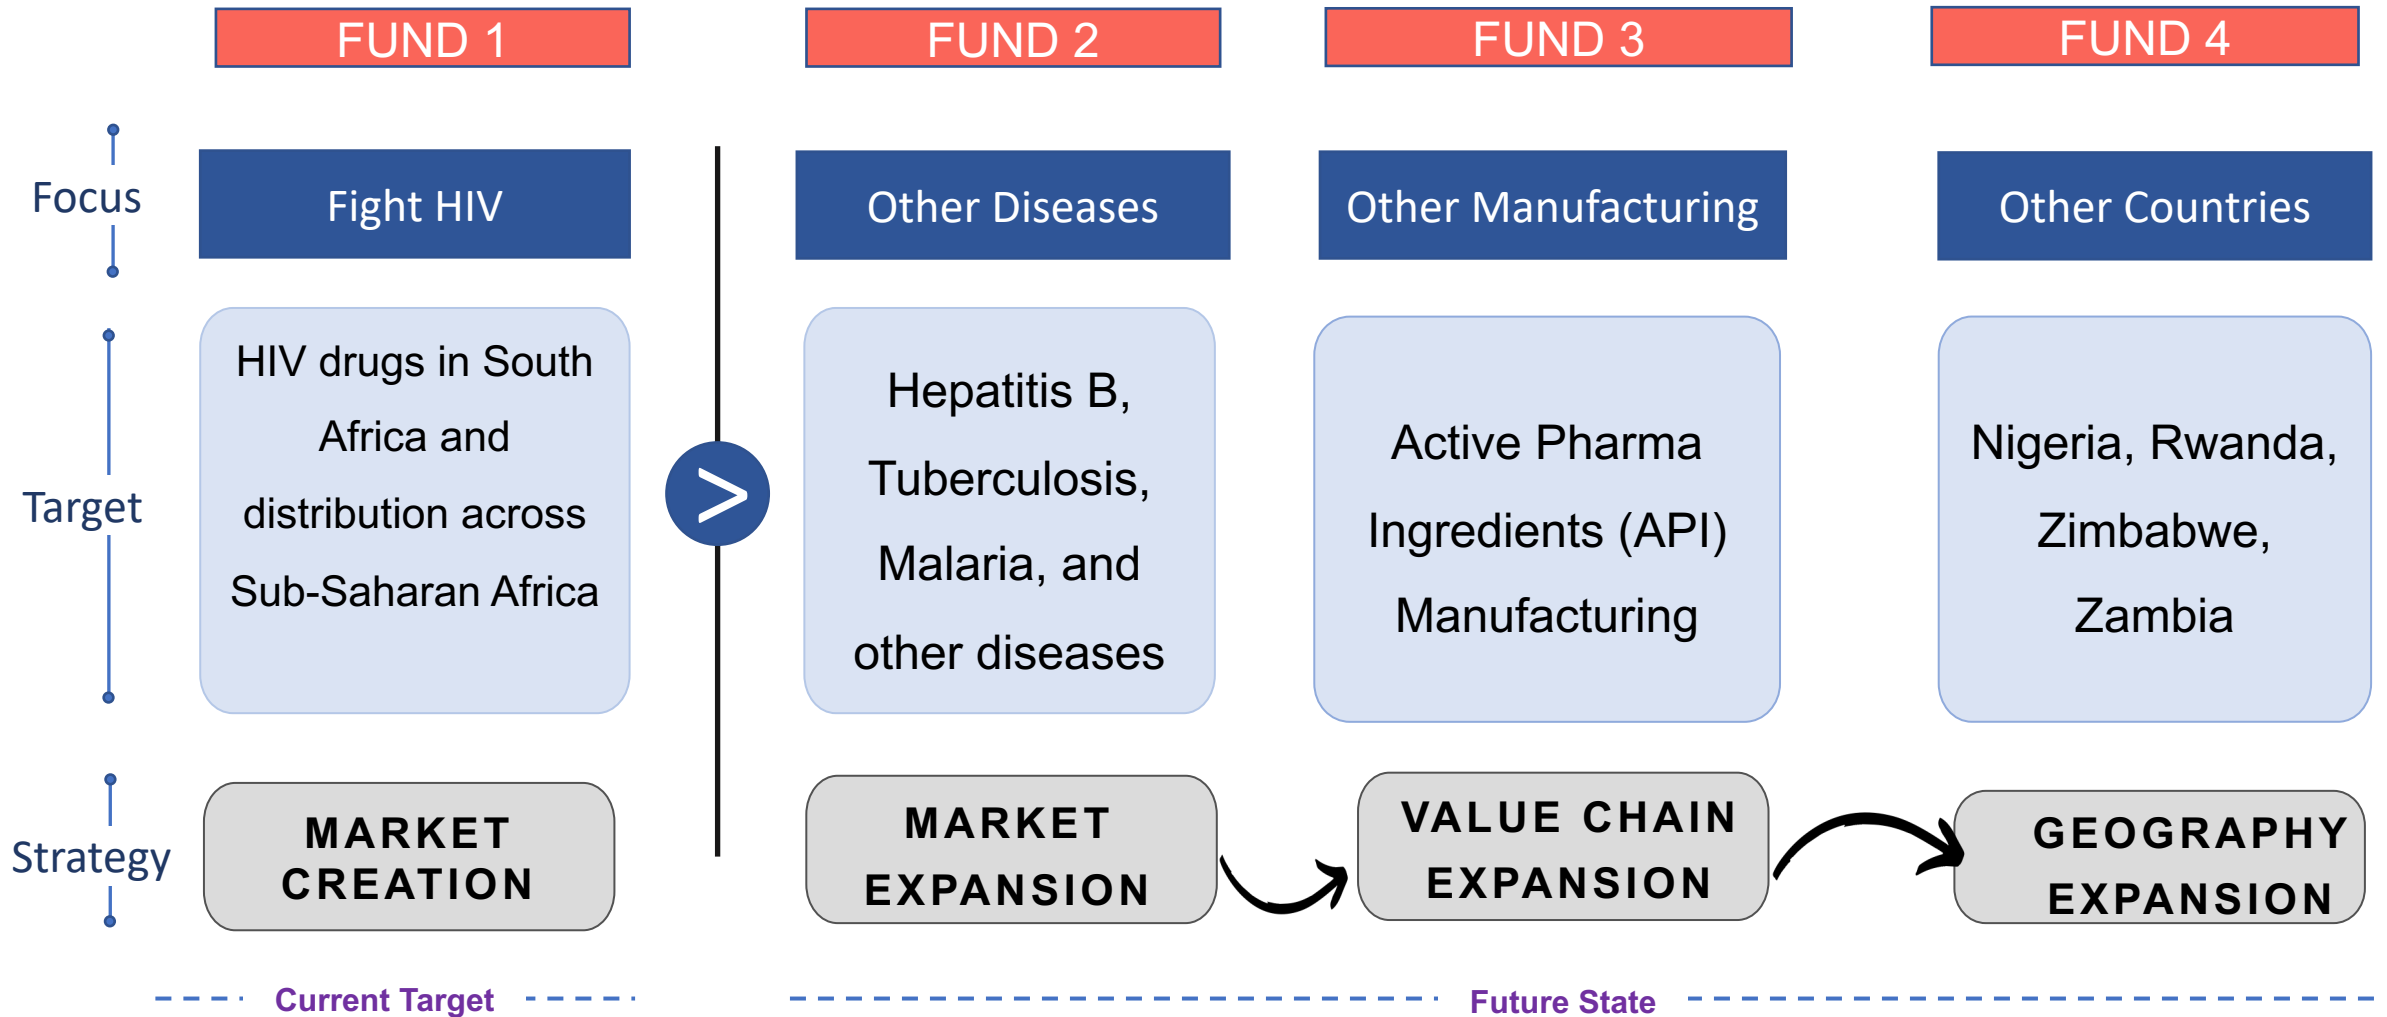 FUND 1
FUND 2
FUND 3
FUND 4
Focus
Fight HIV
Other Diseases
Other Manufacturing
Other Countries
Target
HIV drugs in South
Africa and
distribution across
Sub-Saharan Africa
>
Hepatitis B,
Tuberculosis,
Malaria, and
other diseases
Active Pharma
Ingredients (API)
Manufacturing
Nigeria, Rwanda,
Zimbabwe,
Zambia
Strategy
MARKET
CREATION
MARKET
EXPANSION
VALUE CHAIN
EXPANSION
GEOGRAPHY
EXPANSION
Current Target
Future State